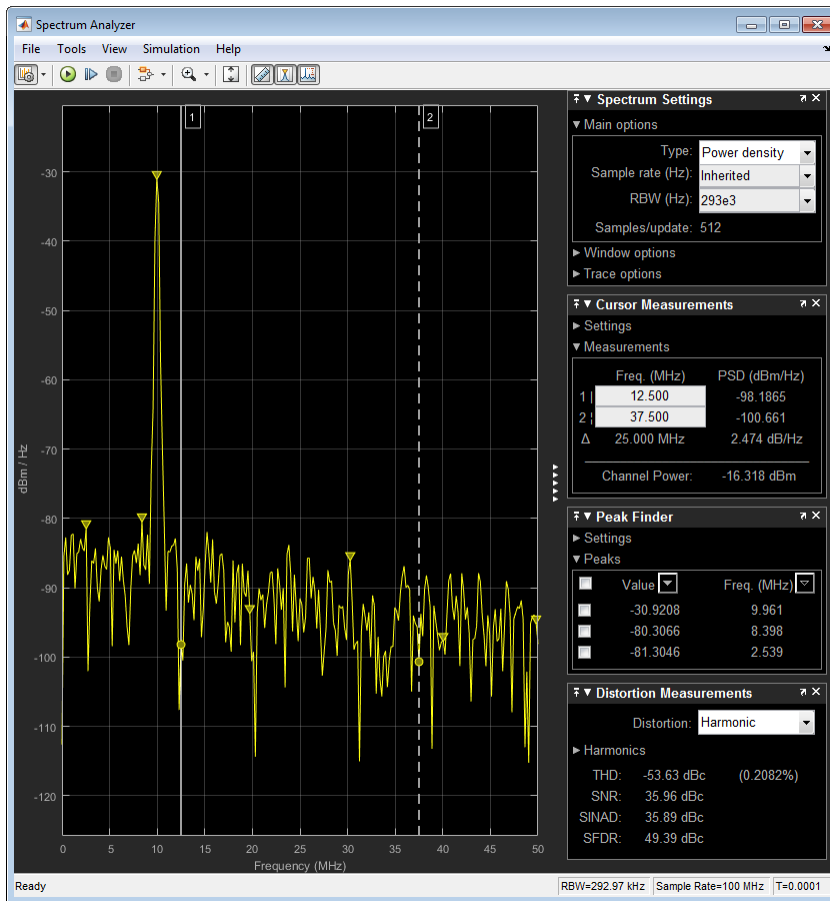 Spectrum Analyzer
File Tools View Simulation Help
1
2
-30
-40
-50
-60
-70
-80
-90
-100
-110
-120
dBm / Hz
0 5 10 15 20 25 30 35 40 45 50
Frequency (MHz)
Spectrum Settings
Main options
Type: Power density
Sample rate (Hz): Inherited
RBW (Hz): 293e3
Samples/update: 512
Window options
Trace options
Cursor Measurements
Settings
Measurements
Freq. (MHz) PSD (dBm/Hz)
1 12.500 -98.1865
2 37.500 -100.661
Δ 25.000 MHz 2.474 dB/Hz
Channel Power: -16.318 dBm
Peak Finder
Settings
Peaks
Value Freq. (MHz)
-30.9208 9.961
-80.3066 8.398
-81.3046 2.539
Distortion Measurements
Distortion: Harmonic
Harmonics
THD: -53.63 dBc (0.2082%)
SNR: 35.96 dBc
SINAD: 35.89 dBc
SFDR: 49.39 dBc
Ready
RBW=292.97 kHz Sample Rate=100 MHz T=0.0001